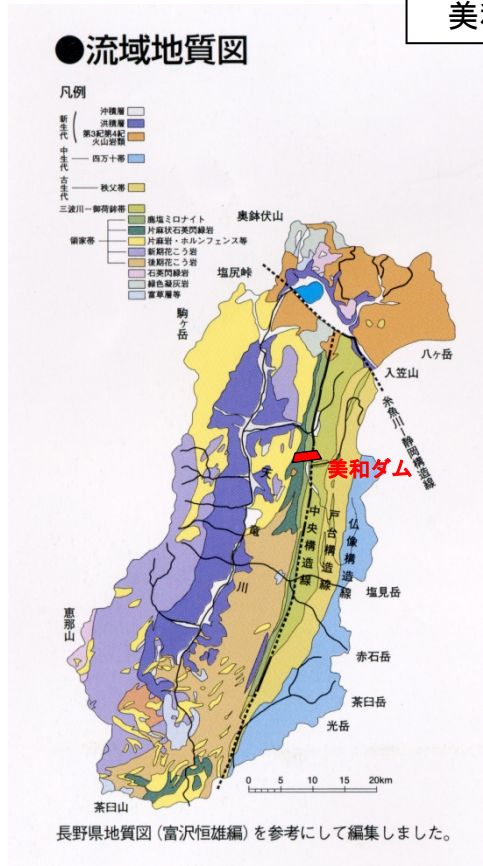 美
●流域地質図
凡例
新生代
沖積層
洪積層
第3紀第4紀
火山岩類
中生代
四万十帯
古生代
秩父帯
三波川ー御荷鉾帯
領家帯
鹿塩ミロナイト
片麻状石英閃緑岩
片麻岩・ホルンフェンス等
新期花こう岩
後期花こう岩
石英閃緑岩
緑色凝灰岩
富草層等
奥鉢伏山
塩尻峠
駒ヶ岳
八ヶ岳
入笠山
糸魚川ー静岡構造線
美和ダム
天竜川
中央構造線
戸台構造線
仏像構造線
塩見岳
恵那山
赤石岳
茶臼岳
光岳
0 5 10 15 20km
茶臼山
長野県地質図(富沢恒雄編)を参考にして編集しました。